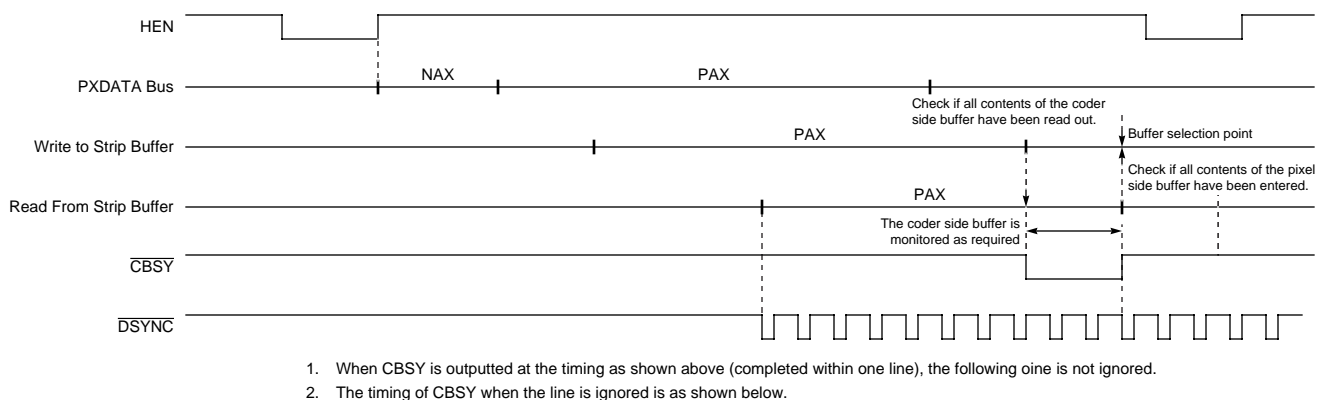 HEN
NAX
PAX
PXDATA Bus
Check if all contents of the coder
side buffer have been read out.
PAX
Buffer selection point
Write to Strip Buffer
Check if all contents of the pixel
side buffer have been entered.
PAX
Read From Strip Buffer
The coder side buffer is
monitored as required
CBSY
DSYNC
1. When CBSY is outputted at the timing as shown above (completed within one line), the following oine is not ignored.
2. The timing of CBSY when the line is ignored is as shown below.